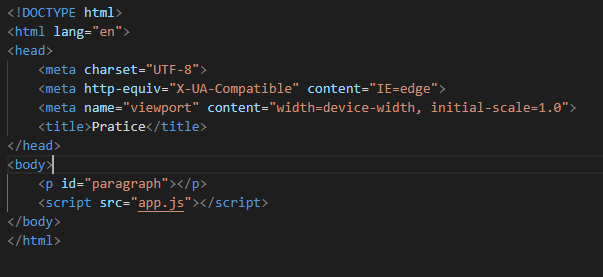 <!DOCTYPE html>
<html lang="en">
<head>
    <meta charset="UTF-8">
    <meta http-equiv="X-UA-Compatible" content="IE=edge">
    <meta name="viewport" content="width=device-width, initial-scale=1.0">
    <title>Pratice</title>
</head>
<body>
    <p id="paragraph"></p>
    <script src="app.js"></script>
</body>
</html>